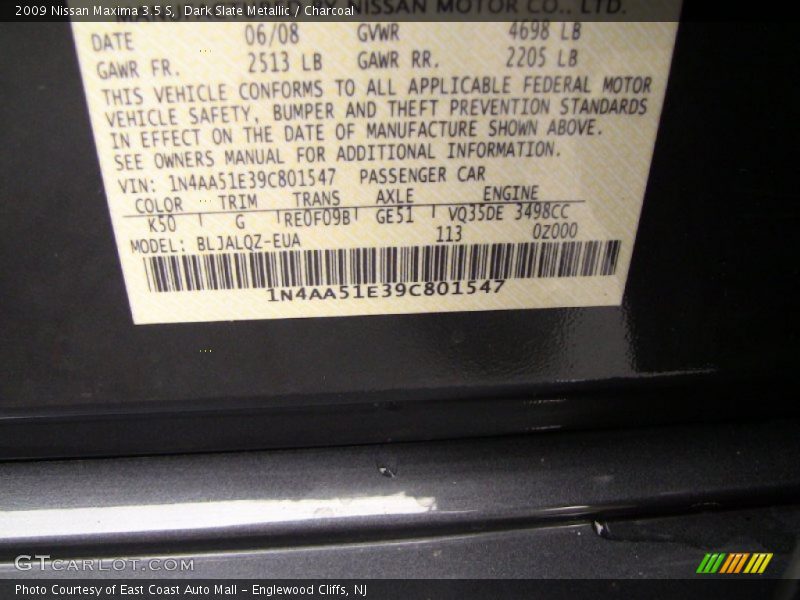 2009 Nissan Maxima 3.5 S, Dark Slate Metallic / Charcoal
NISSAN MOTOR CO., LTD.
DATE 06/08 GVWR 4698 LB
GAWR FR. 2513 LB GAWR RR. 2205 LB
THIS VEHICLE CONFORMS TO ALL APPLICABLE FEDERAL MOTOR
VEHICLE SAFETY, BUMPER AND THEFT PREVENTION STANDARDS
IN EFFECT ON THE DATE OF MANUFACTURE SHOWN ABOVE.
SEE OWNERS MANUAL FOR ADDITIONAL INFORMATION.
VIN: 1N4AA51E39C801547 PASSENGER CAR
COLOR TRIM TRANS AXLE ENGINE
K50 G RE0F09B GE51 VQ35DE 3498CC
113 0Z000
MODEL: BLJALQZ-EUA
1N4AA51E39C801547
GTCARLOT.COM
Photo Courtesy of East Coast Auto Mall - Englewood Cliffs, NJ